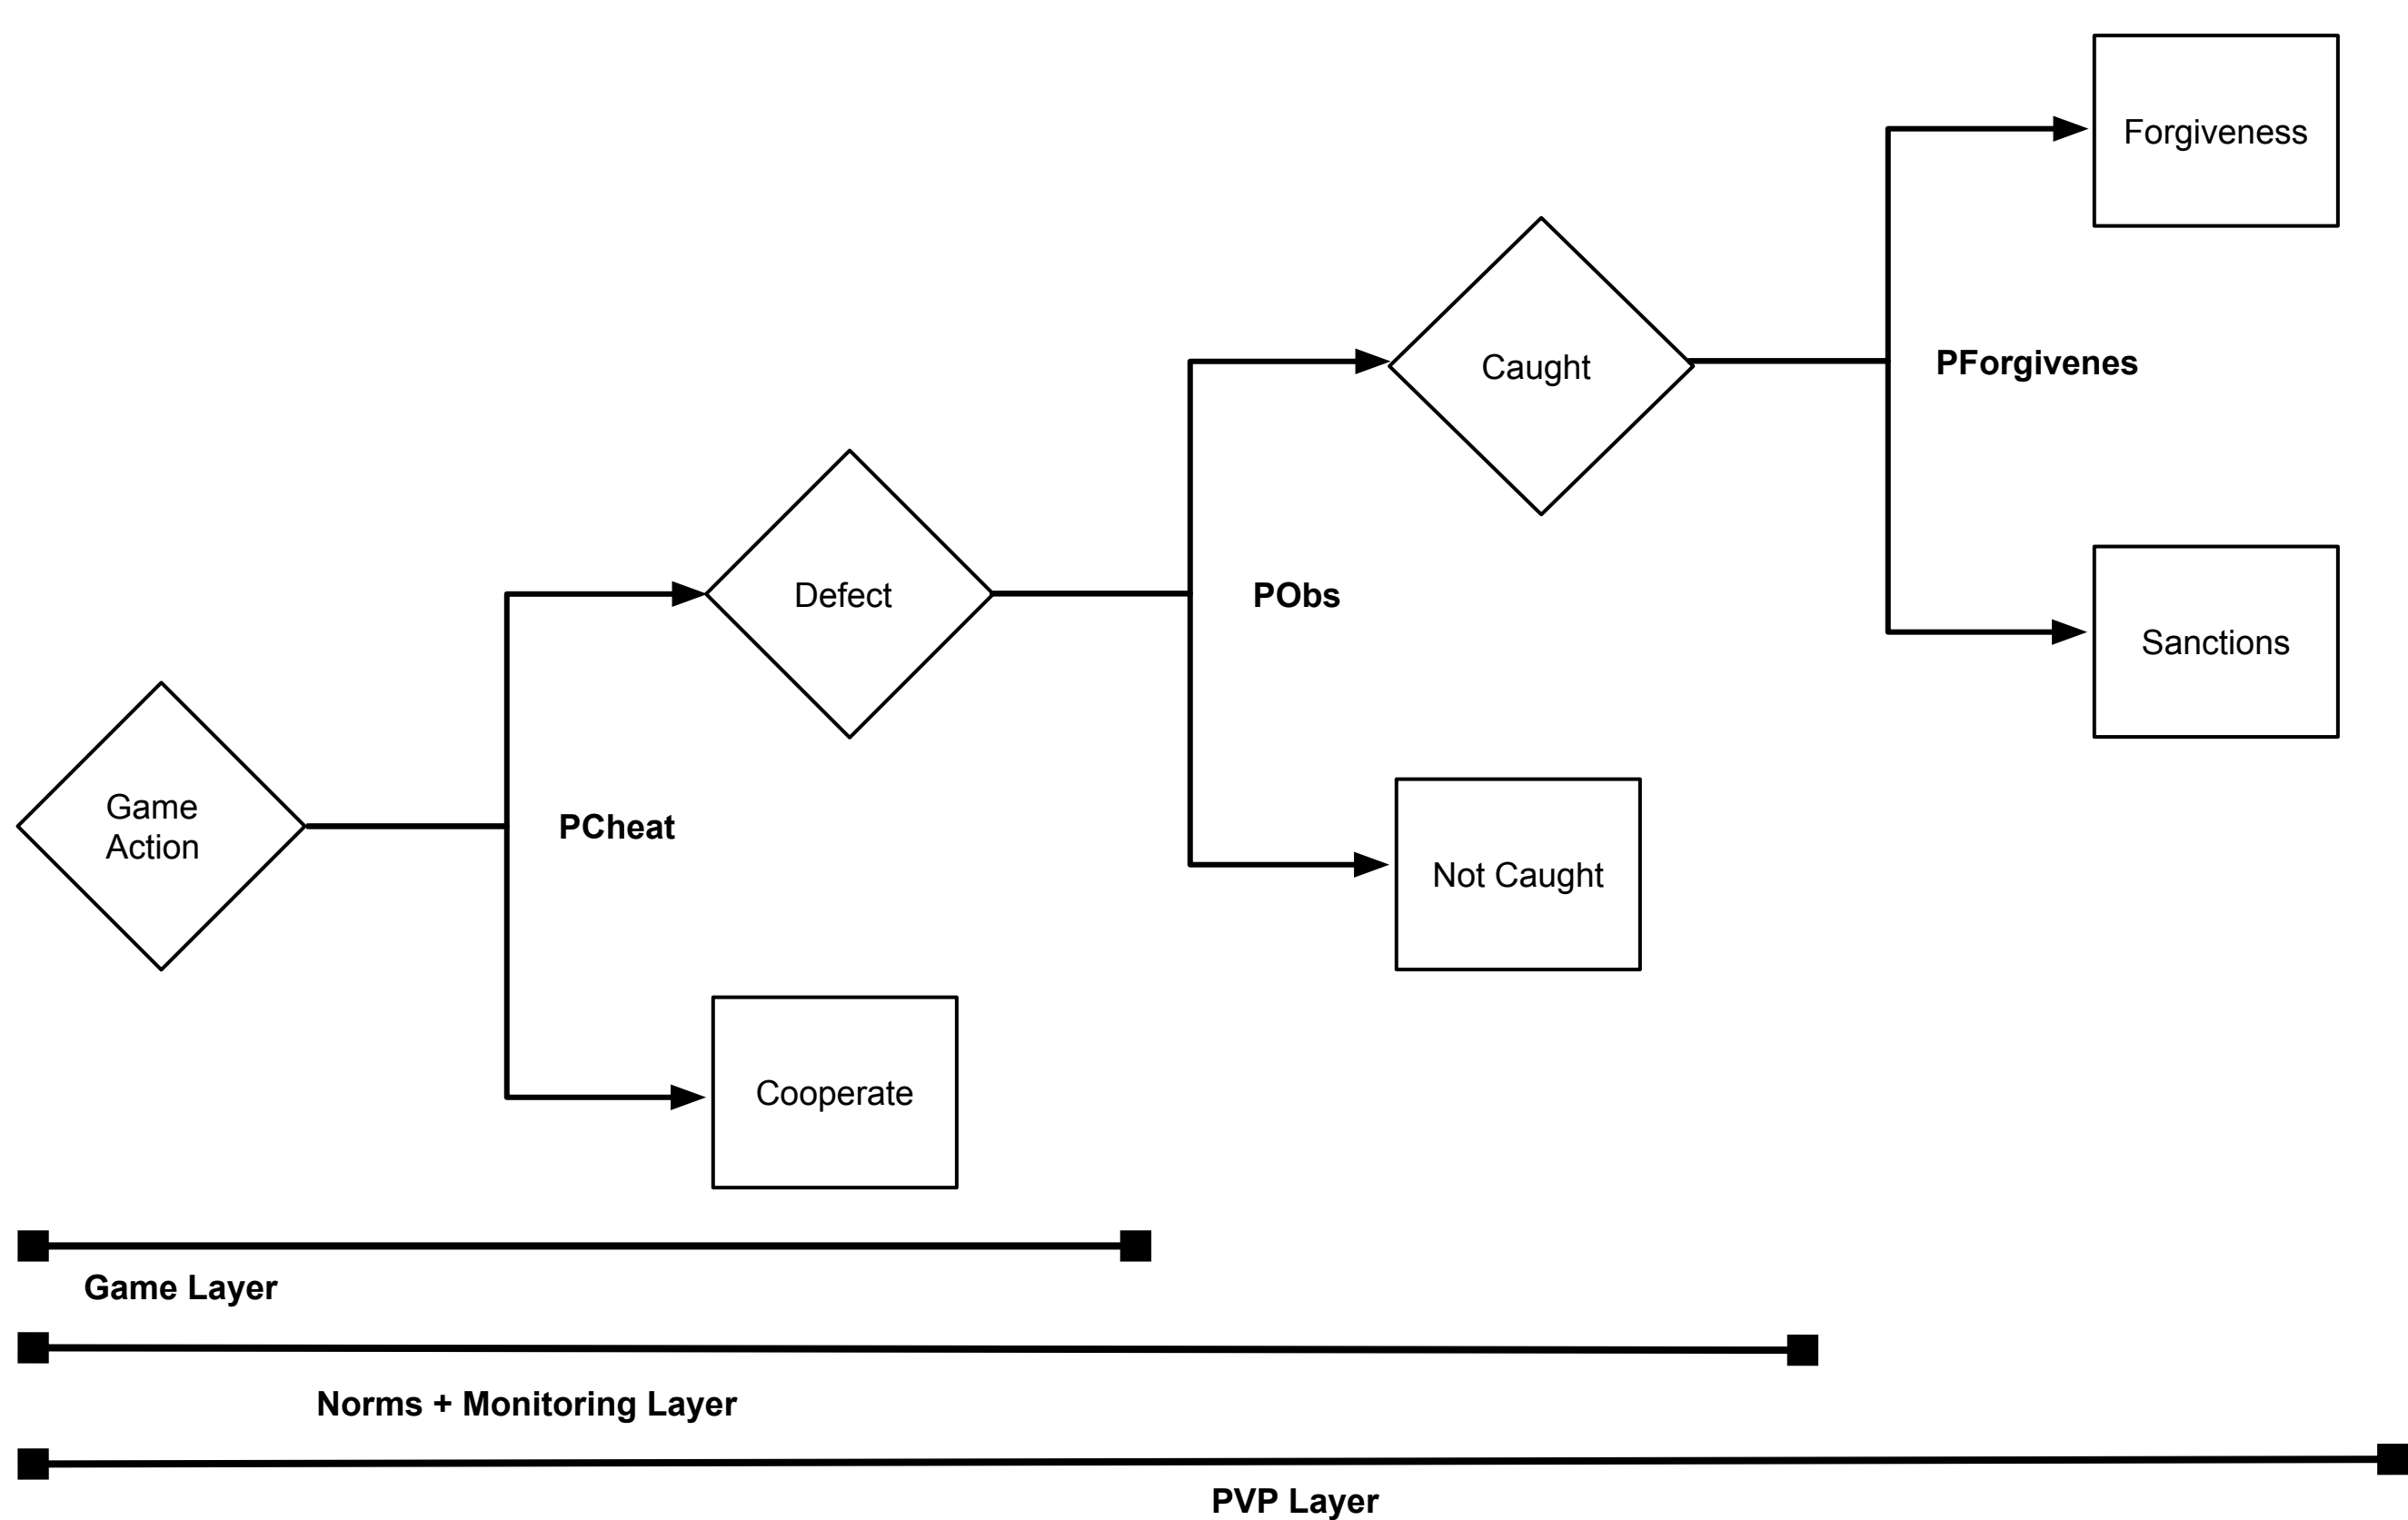 Forgiveness
Caught
PForgivenes
Defect
PObs
Sanctions
Game
Action
PCheat
Not Caught
Cooperate
Game Layer
Norms + Monitoring Layer
PVP Layer